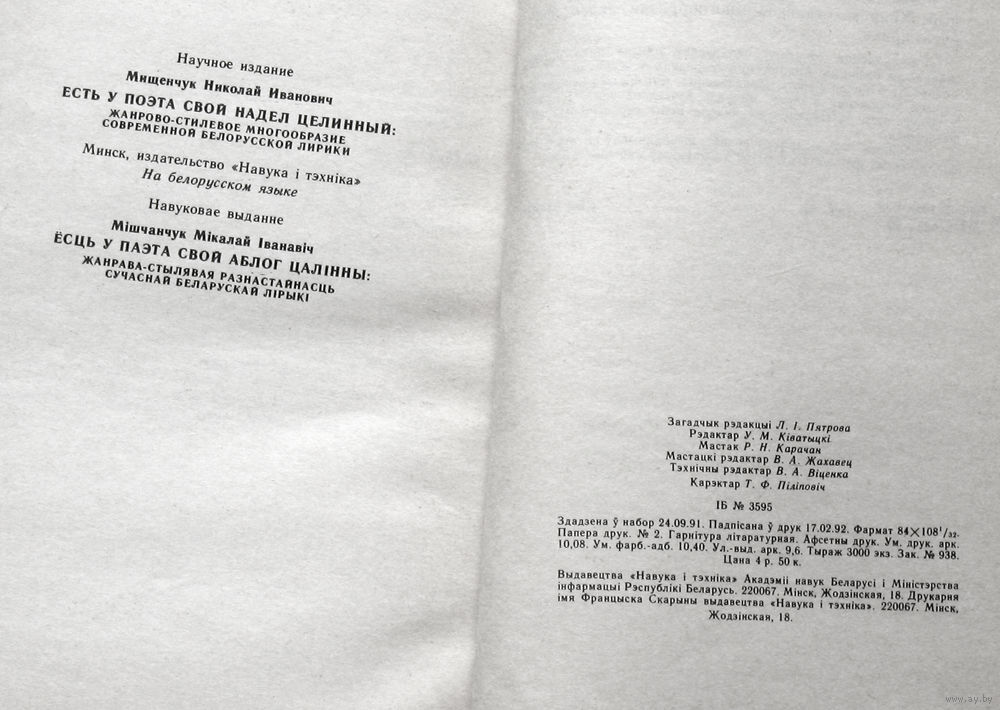 Научное издание
Мищенчук Николай Иванович
ЕСТЬ У ПОЭТА СВОЙ НАДЕЛ ЦЕЛИННЫЙ:
ЖАНРОВО-СТИЛЕВОЕ МНОГООБРАЗИЕ
СОВРЕМЕННОЙ БЕЛОРУССКОЙ ЛИРИКИ
Минск, издательство «Навука і тэхніка»
На белорусском языке
Навуковае выданне
Мішчанчук Мікалай Іванавіч
ЁСЦЬ У ПАЭТА СВОЙ АБЛОГ ЦАЛІННЫ:
ЖАНРАВА-СТЫЛЯВАЯ РАЗНАСТАЙНАСЦЬ
СУЧАСНАЙ БЕЛАРУСКАЙ ЛІРЫКІ
Загадчык рэдакцыі Л. І. Пятрова
Рэдактар У. М. Ківатыцкі
Мастак Р. Н. Карачан
Мастацкі рэдактар В. А. Жахавец
Тэхнічны рэдактар В. А. Віценка
Карэктар Т. Ф. Піліповіч
ІБ № 3595
Здадзена ў набор 24.09.91. Падпісана ў друк 17.02.92. Фармат 84×108¹/₃₂.
Папера друк. № 2. Гарнітура літаратурная. Афсетны друк. Ум. друк. арк.
10,08. Ум. фарб.-адб. 10,40. Ул.-выд. арк. 9,6. Тыраж 3000 экз. Зак. № 938.
Цана 4 р. 50 к.
Выдавецтва «Навука і тэхніка» Акадэміі навук Беларусі і Міністэрства
інфармацыі Рэспублікі Беларусь. 220067. Мінск, Жодзінская, 18. Друкарня
імя Францыска Скарыны выдавецтва «Навука і тэхніка». 220067. Мінск,
Жодзінская, 18.
www.ay.by